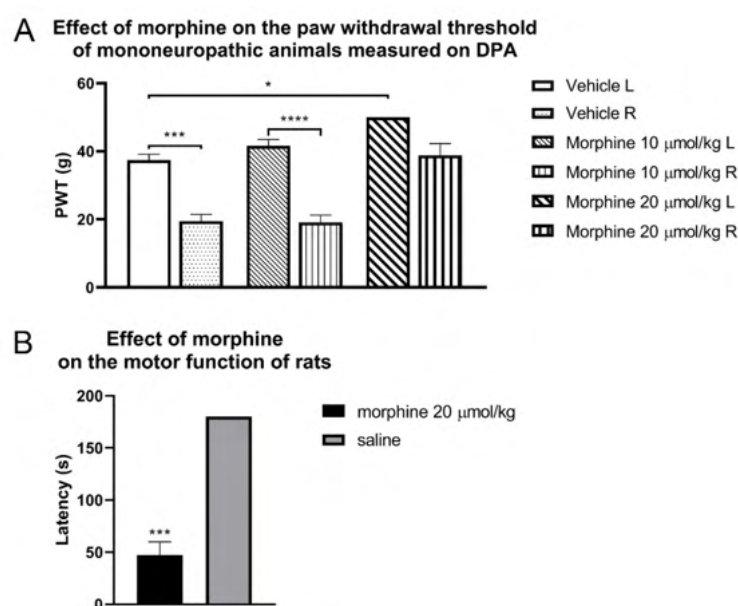 A
Effect of morphine on the paw withdrawal threshold
of mononeuropathic animals measured on DPA
60
40
20
0
PWT (g)
*
***
****
Vehicle L
Vehicle R
Morphine 10 μmol/kg L
Morphine 10 μmol/kg R
Morphine 20 μmol/kg L
Morphine 20 μmol/kg R
B
Effect of morphine
on the motor function of rats
200
150
100
50
0
Latency (s)
***
morphine 20 μmol/kg
saline